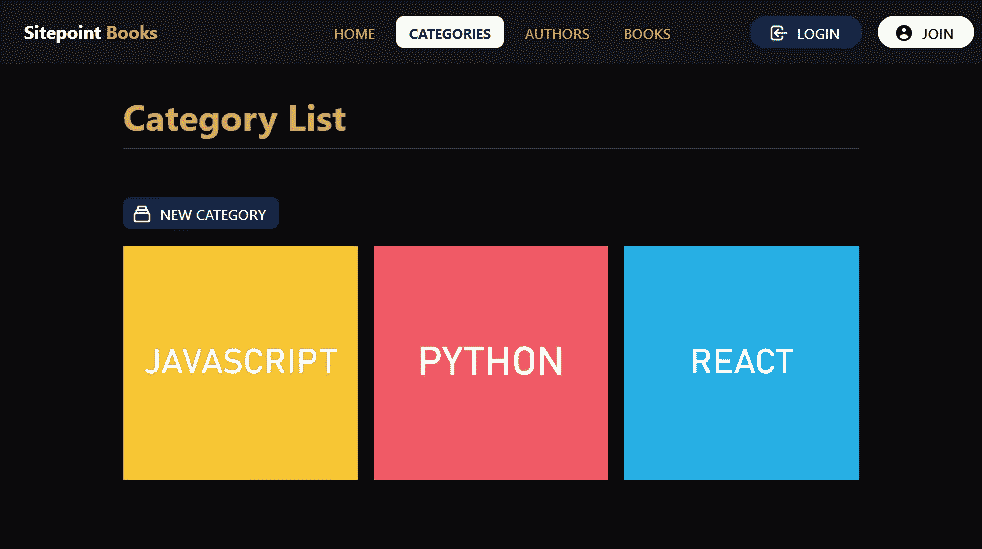 Sitepoint Books HOME CATEGORIES AUTHORS BOOKS LOGIN JOIN
Category List
NEW CATEGORY
JAVASCRIPT PYTHON REACT